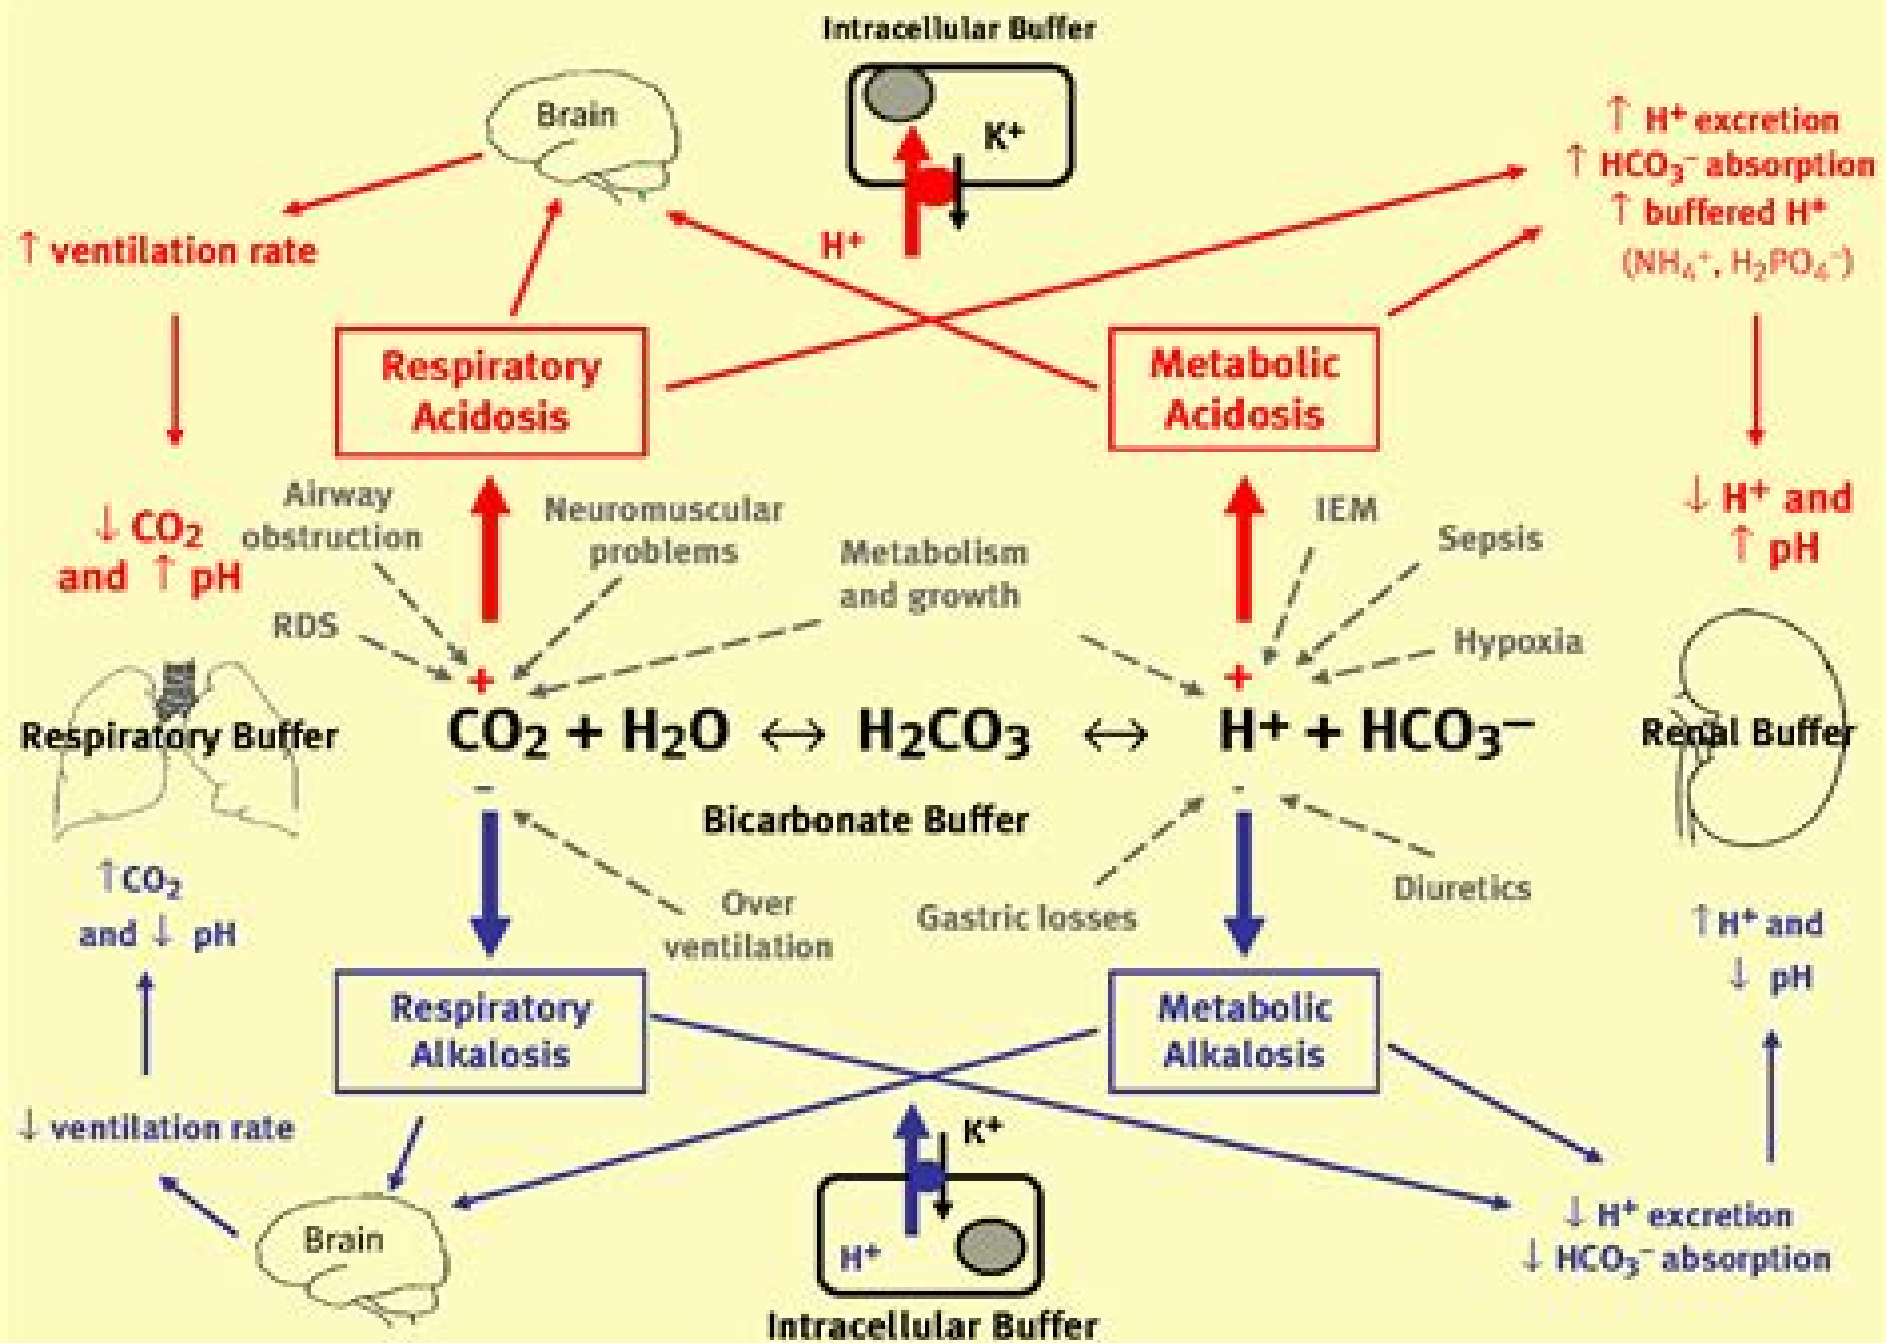 Intracellular Buffer
Brain
K⁺
H⁺
↑ H⁺ excretion
↑ HCO₃⁻ absorption
↑ buffered H⁺
(NH₄⁺, H₂PO₄⁻)
↑ ventilation rate
Respiratory
Acidosis
Metabolic
Acidosis
↓ CO₂
and ↑ pH
Airway
obstruction
Neuromuscular
problems
Metabolism
and growth
IEM
Sepsis
↓ H⁺ and
↑ pH
RDS
Hypoxia
+
+
Respiratory Buffer
CO₂ + H₂O ↔ H₂CO₃ ↔ H+ + HCO₃−
Renal Buffer
–
-
Bicarbonate Buffer
↑CO₂
and ↓ pH
Over
ventilation
Gastric losses
Diuretics
↑H⁺ and
↓ pH
Respiratory
Alkalosis
Metabolic
Alkalosis
↓ ventilation rate
K⁺
Brain
H⁺
↓ H⁺ excretion
↓ HCO₃⁻ absorption
Intracellular Buffer